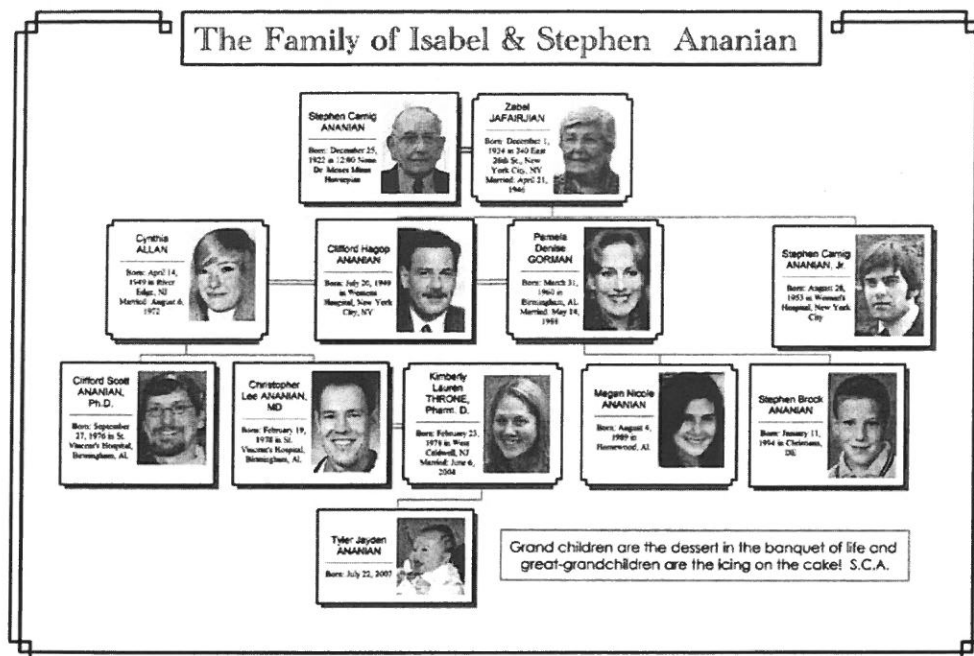 The Family of Isabel & Stephen Ananian
Stephen Carnig
ANANIAN
Born: December 25,
1922 in 12:00 Noon
Dr. Moses Minas
Zabel
JAFAIRJIAN
Born: December 1,
1924 in 340 East
28th St., New
York City, NY
Married: April 21,
1946
Cynthia
ALLAN
Born: April 14,
1949 in River
Edge, NJ
Married: August 6,
1972
Clifford Hagop
ANANIAN
Born: July 20, 1949
in Womens
Hospital, New York
City, NY
Pamela
Denise
GORMAN
Born: March 31,
1960 in
Birmingham, AL
Married: May 14,
Stephen Carnig
ANANIAN, Jr.
Born: August 28,
1953 in Woman's
Hospital, New York
City
Clifford Scott
ANANIAN,
Ph.D.
Born: September
27, 1976 in St.
Vincent's Hospital,
Birmingham, Al.
Christopher
Lee ANANIAN,
MD
Born: February 19,
1978 in St.
Vincent's Hospital,
Birmingham, Al.
Kimberly
Lauren
THRONE,
Pharm. D.
Born: February 23,
1978 in West
Caldwell, NJ
Married: June 6,
2004
Megan Nicole
ANANIAN
Born: August 4,
1989 in
Homewood, Al.
Stephen Brock
ANANIAN
Born: January 11,
1994 in Christiana,
DE
Tyler Jayden
ANANIAN
Born: July 22, 2007
Grand children are the dessert in the banquet of life and
great-grandchildren are the icing on the cake! S.C.A.